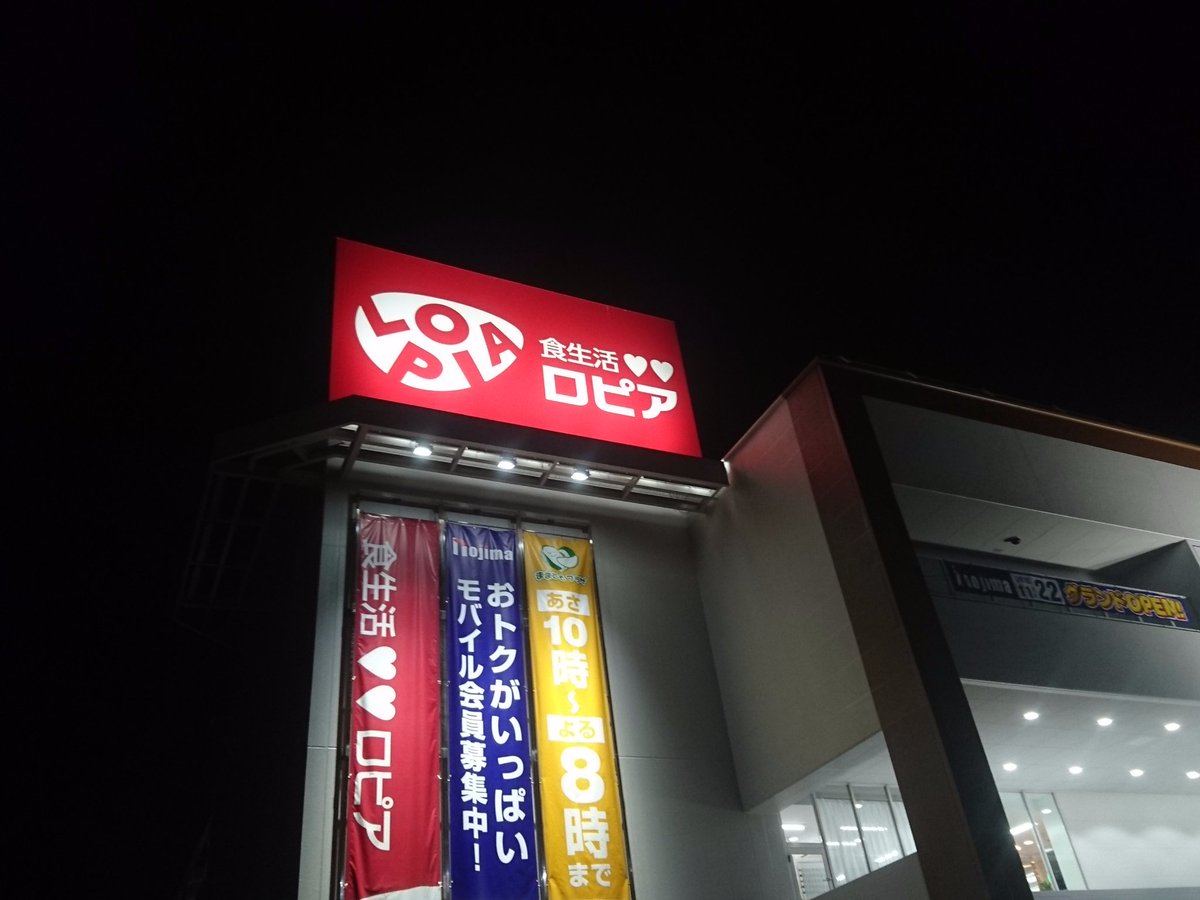 LOPIA
食生活♥♥
ロピア
食生活♥♥ロピア
nojima
おトクがいっぱい
モバイル会員募集中!
あさ
10時～
よる
8時まで
nojima
11
22
グランドOPEN!